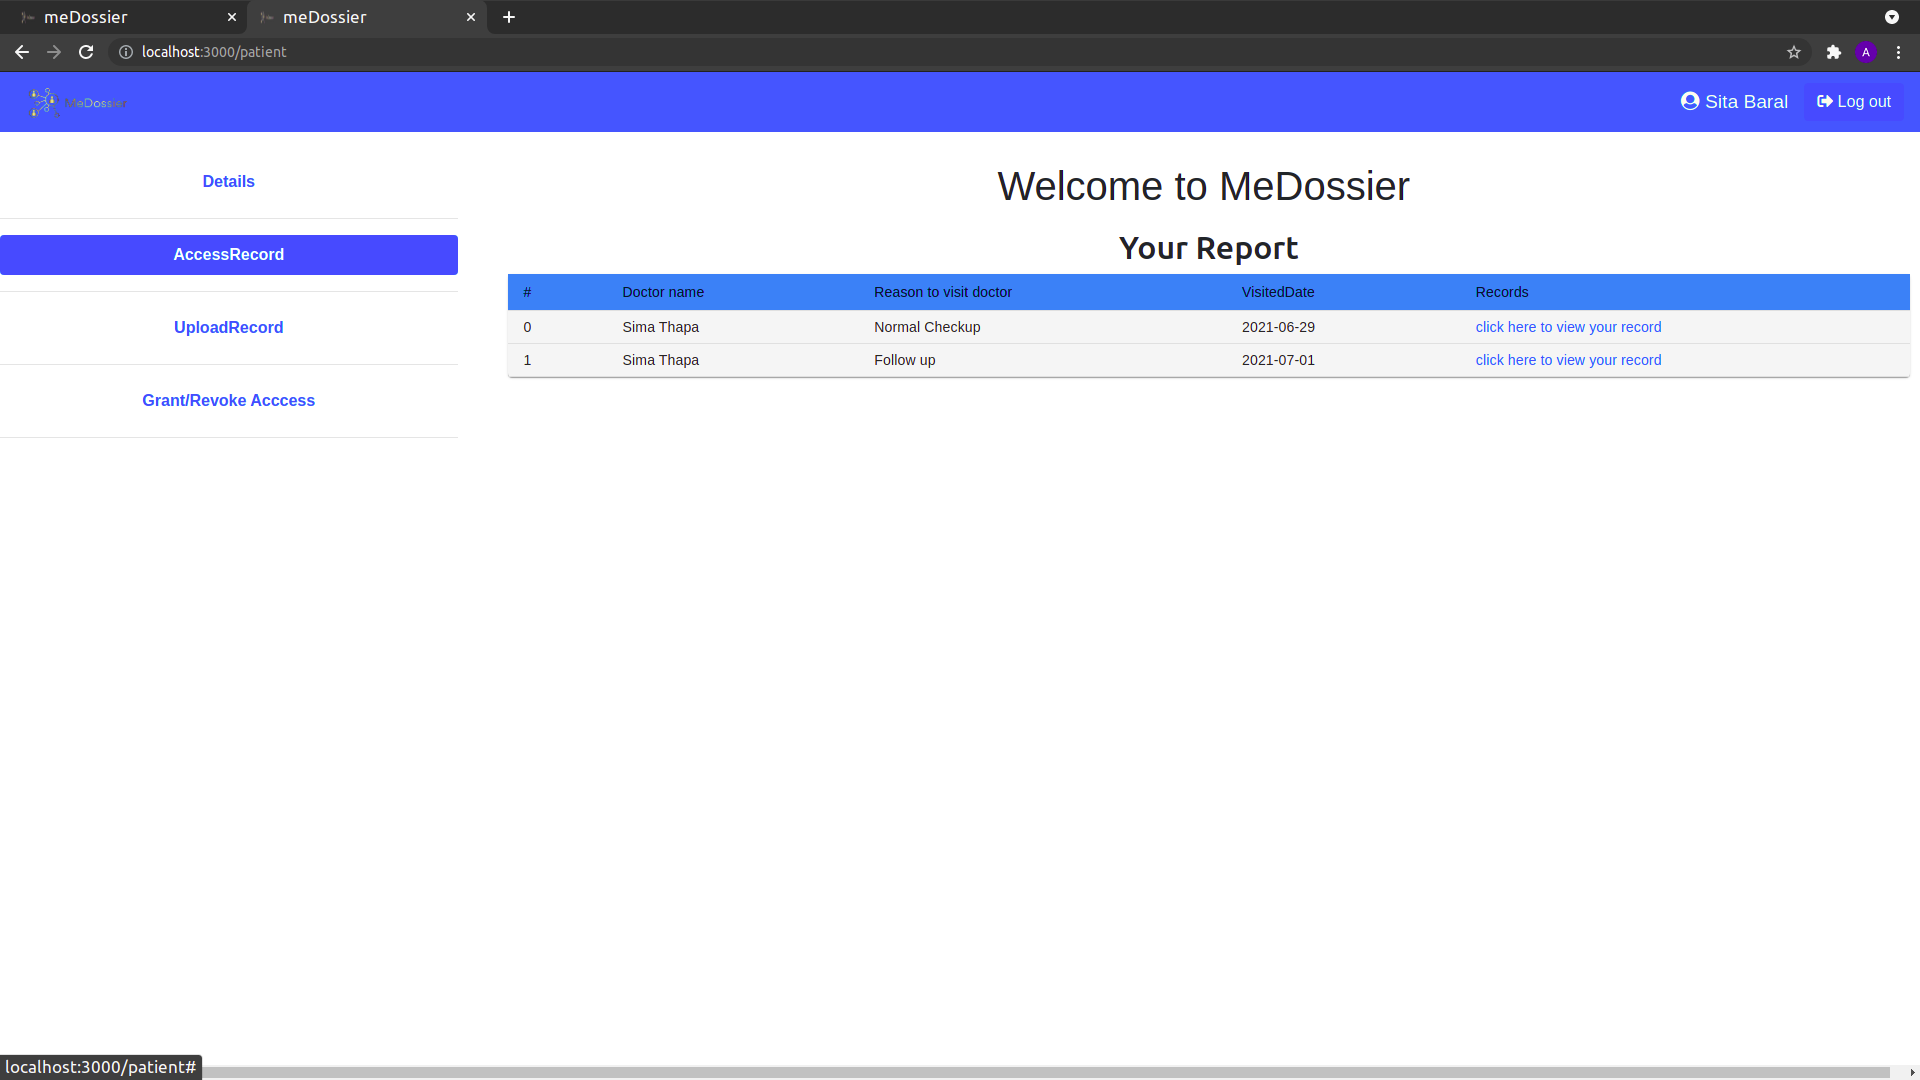 meDossier
meDossier
localhost:3000/patient
A
MeDossier
Sita Baral
Log out
Details
AccessRecord
UploadRecord
Grant/Revoke Acccess
Welcome to MeDossier
Your Report
# Doctor name Reason to visit doctor VisitedDate Records
0 Sima Thapa Normal Checkup 2021-06-29 click here to view your record
1 Sima Thapa Follow up 2021-07-01 click here to view your record
localhost:3000/patient#